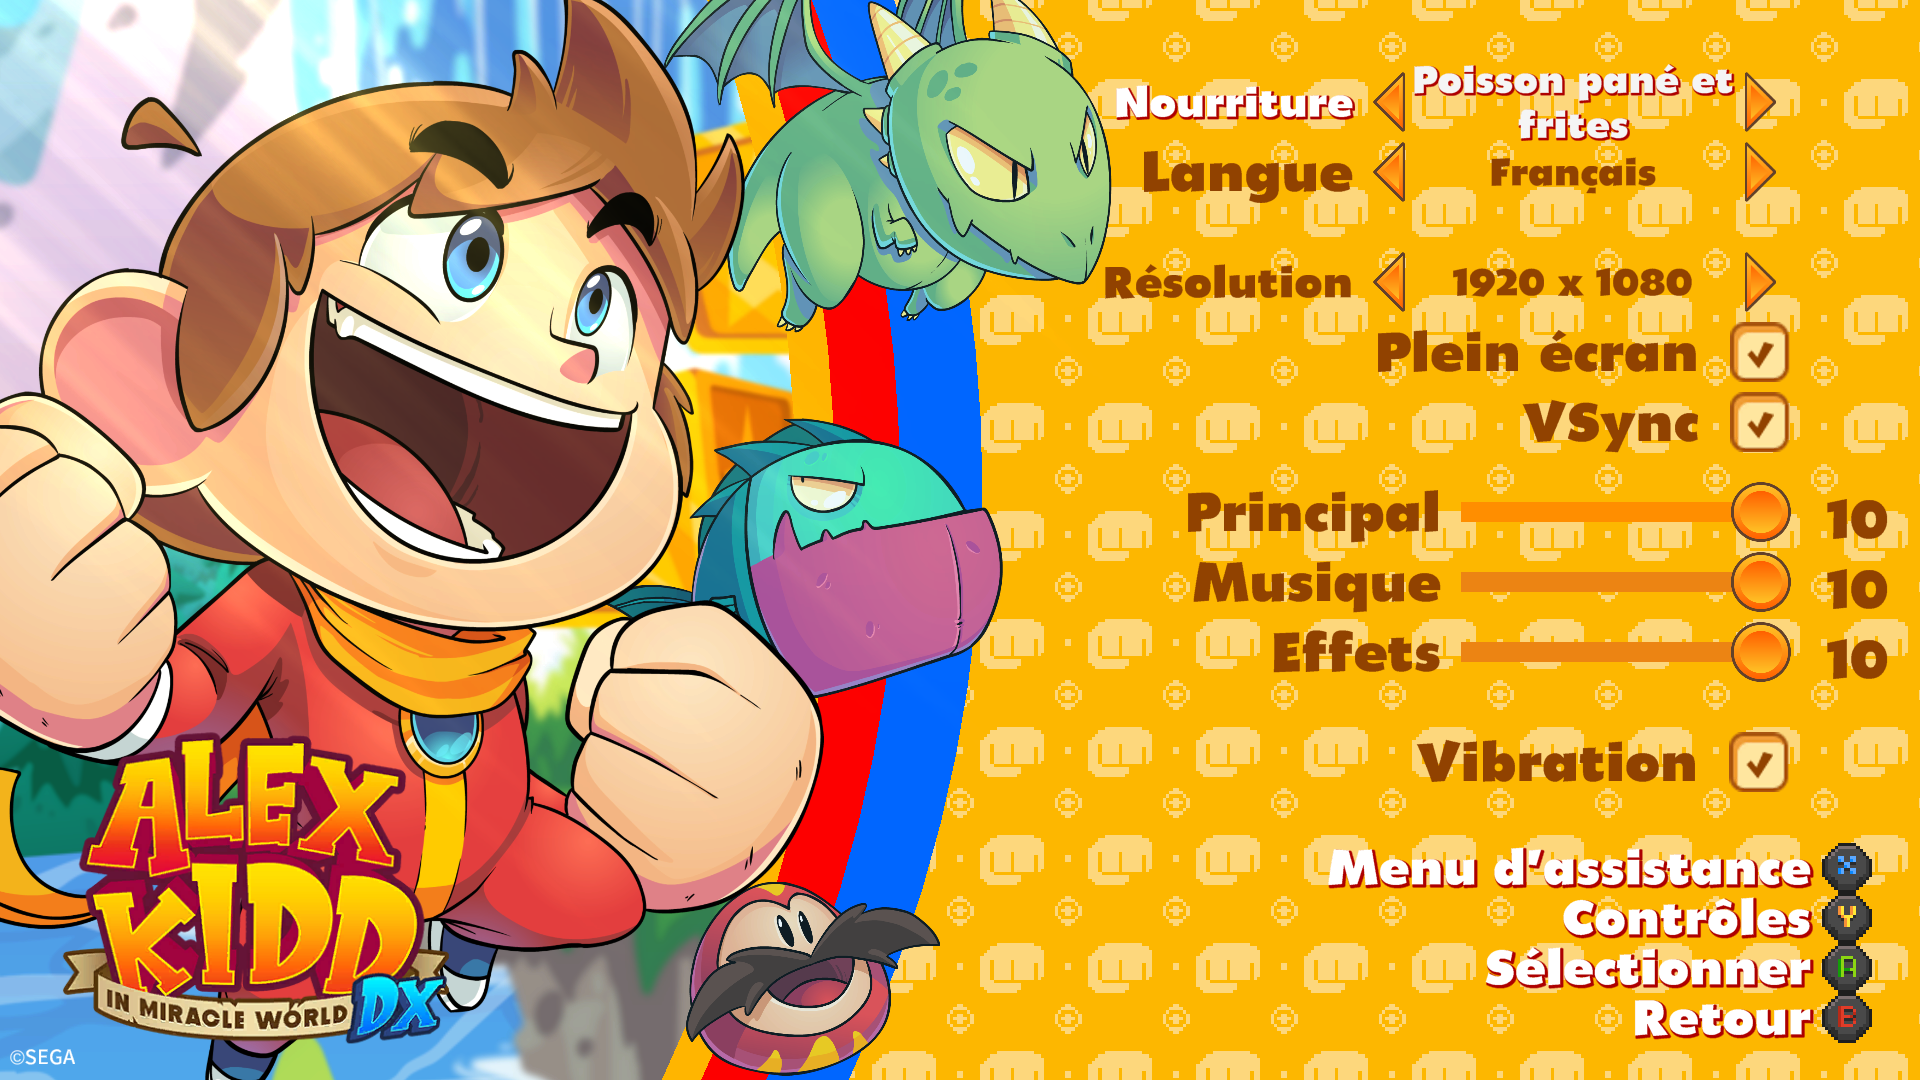 Nourriture
Poisson pané et
frites
Langue
Français
Résolution
1920 x 1080
Plein écran
VSync
Principal
10
Musique
10
Effets
10
Vibration
Menu d'assistance
X
Contrôles
Y
Sélectionner
A
Retour
B
ALEX
KIDD
IN MIRACLE WORLD
DX
©SEGA